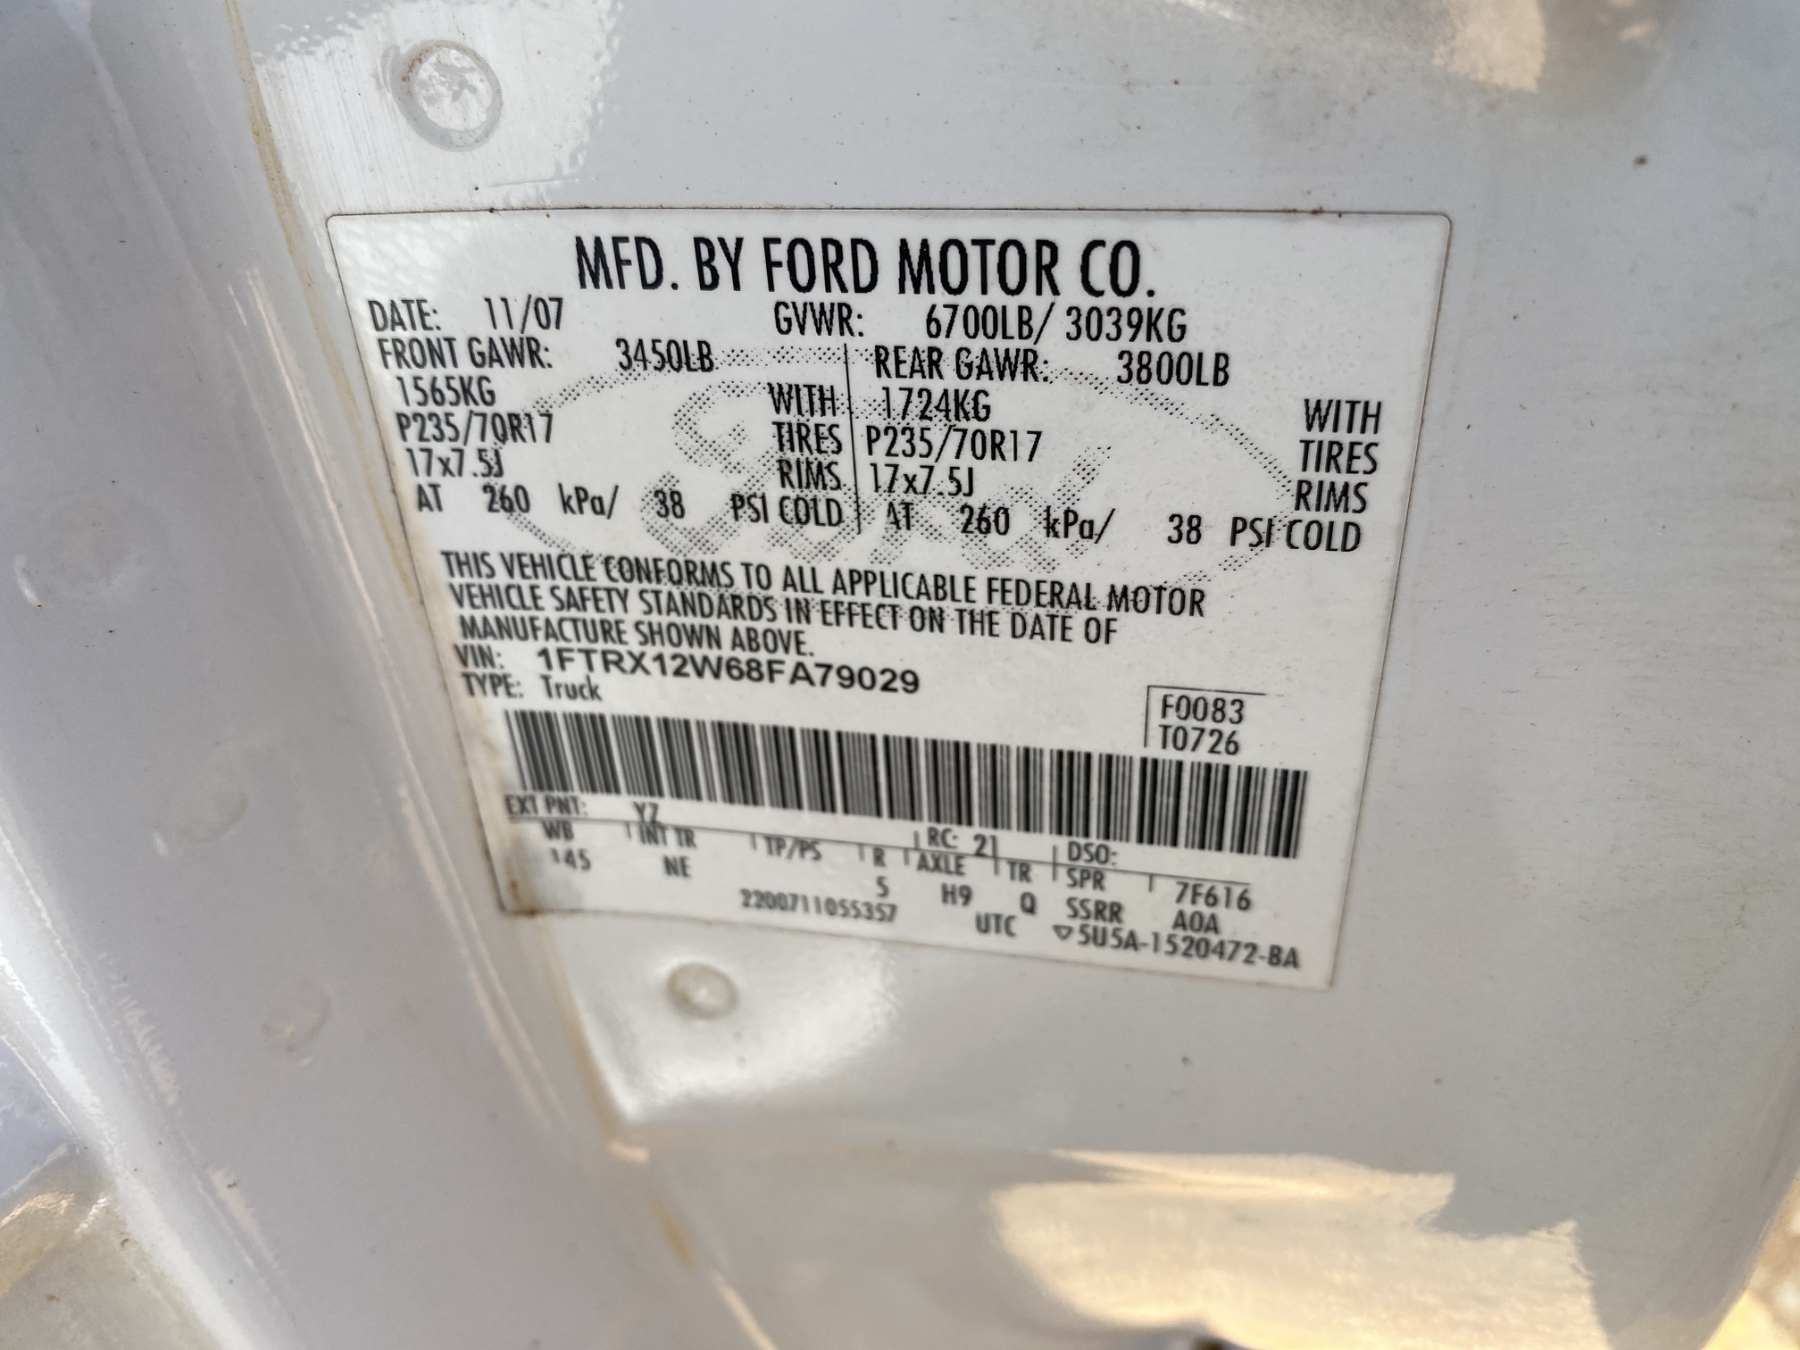 MFD. BY FORD MOTOR CO.
DATE: 11/07 GVWR: 6700LB/ 3039KG
FRONT GAWR: 3450LB REAR GAWR: 3800LB
1565KG WITH 1724KG WITH
P235/70R17 TIRES P235/70R17 TIRES
17x7.5J RIMS 17x7.5J RIMS
AT 260 kPa/ 38 PSI COLD AT 260 kPa/ 38 PSI COLD
THIS VEHICLE CONFORMS TO ALL APPLICABLE FEDERAL MOTOR
VEHICLE SAFETY STANDARDS IN EFFECT ON THE DATE OF
MANUFACTURE SHOWN ABOVE.
VIN: 1FTRX12W68FA79029
TYPE: Truck
F0083
T0726
EXT PNT: YZ RC: 21 DSO:
WB INT TR TP/PS R AXLE TR SPR 7F616
145 NE 5 H9 Q SSRR A0A
2200711055357 UTC ▽5U5A-1520472-BA
Ford